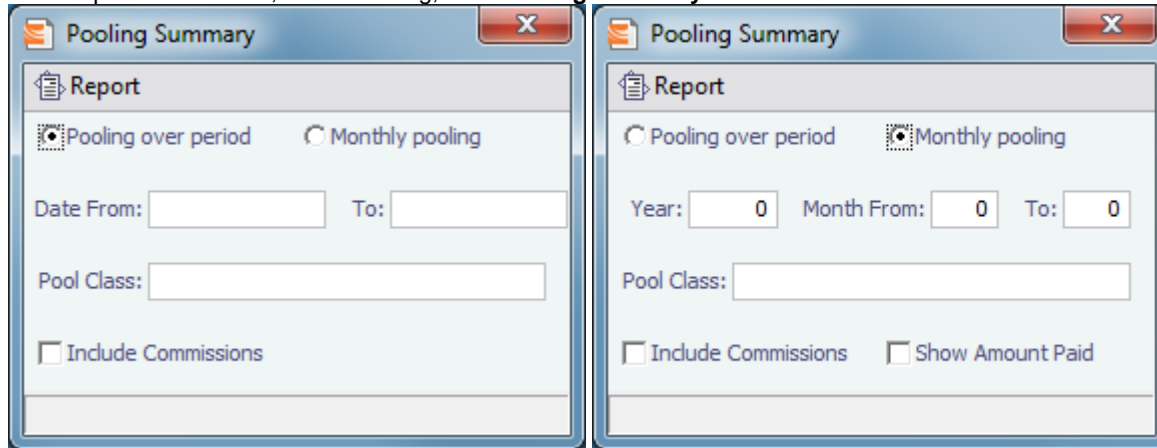 Pooling Summary
Report
Pooling over period Monthly pooling
Date From: To:
Pool Class:
Include Commissions
Pooling Summary
Report
Pooling over period Monthly pooling
Year: 0 Month From: 0 To: 0
Pool Class:
Include Commissions Show Amount Paid